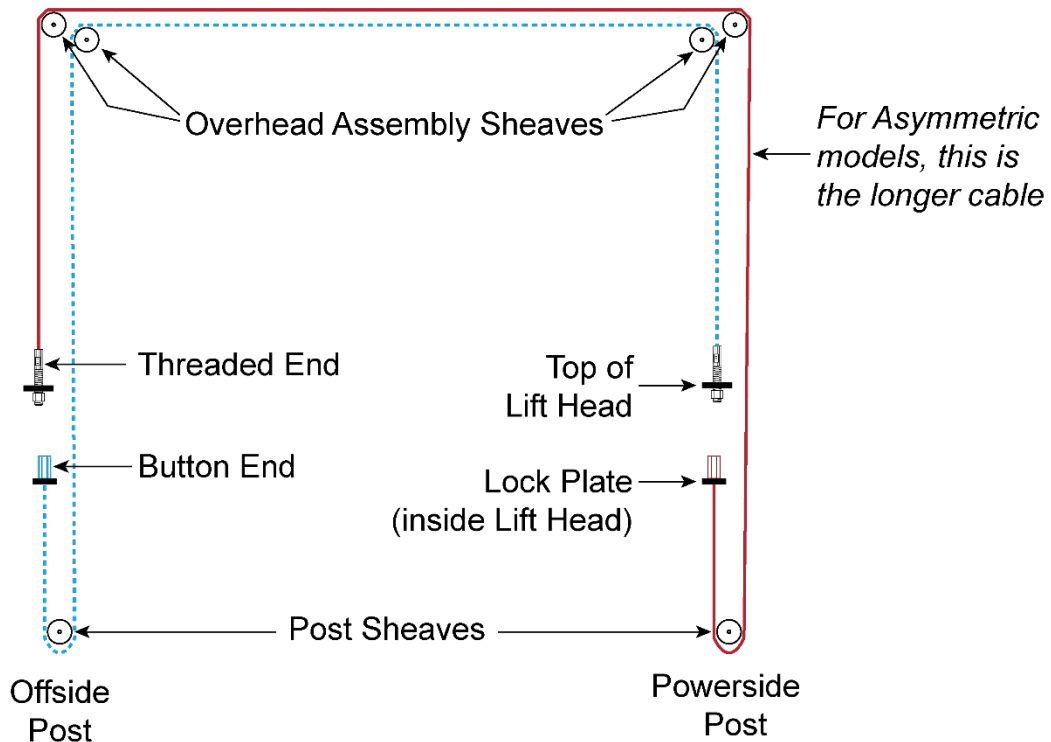 Overhead Assembly Sheaves
For Asymmetric
models, this is
the longer cable
Threaded End
Top of
Lift Head
Button End
Lock Plate
(inside Lift Head)
Post Sheaves
Offside
Post
Powerside
Post